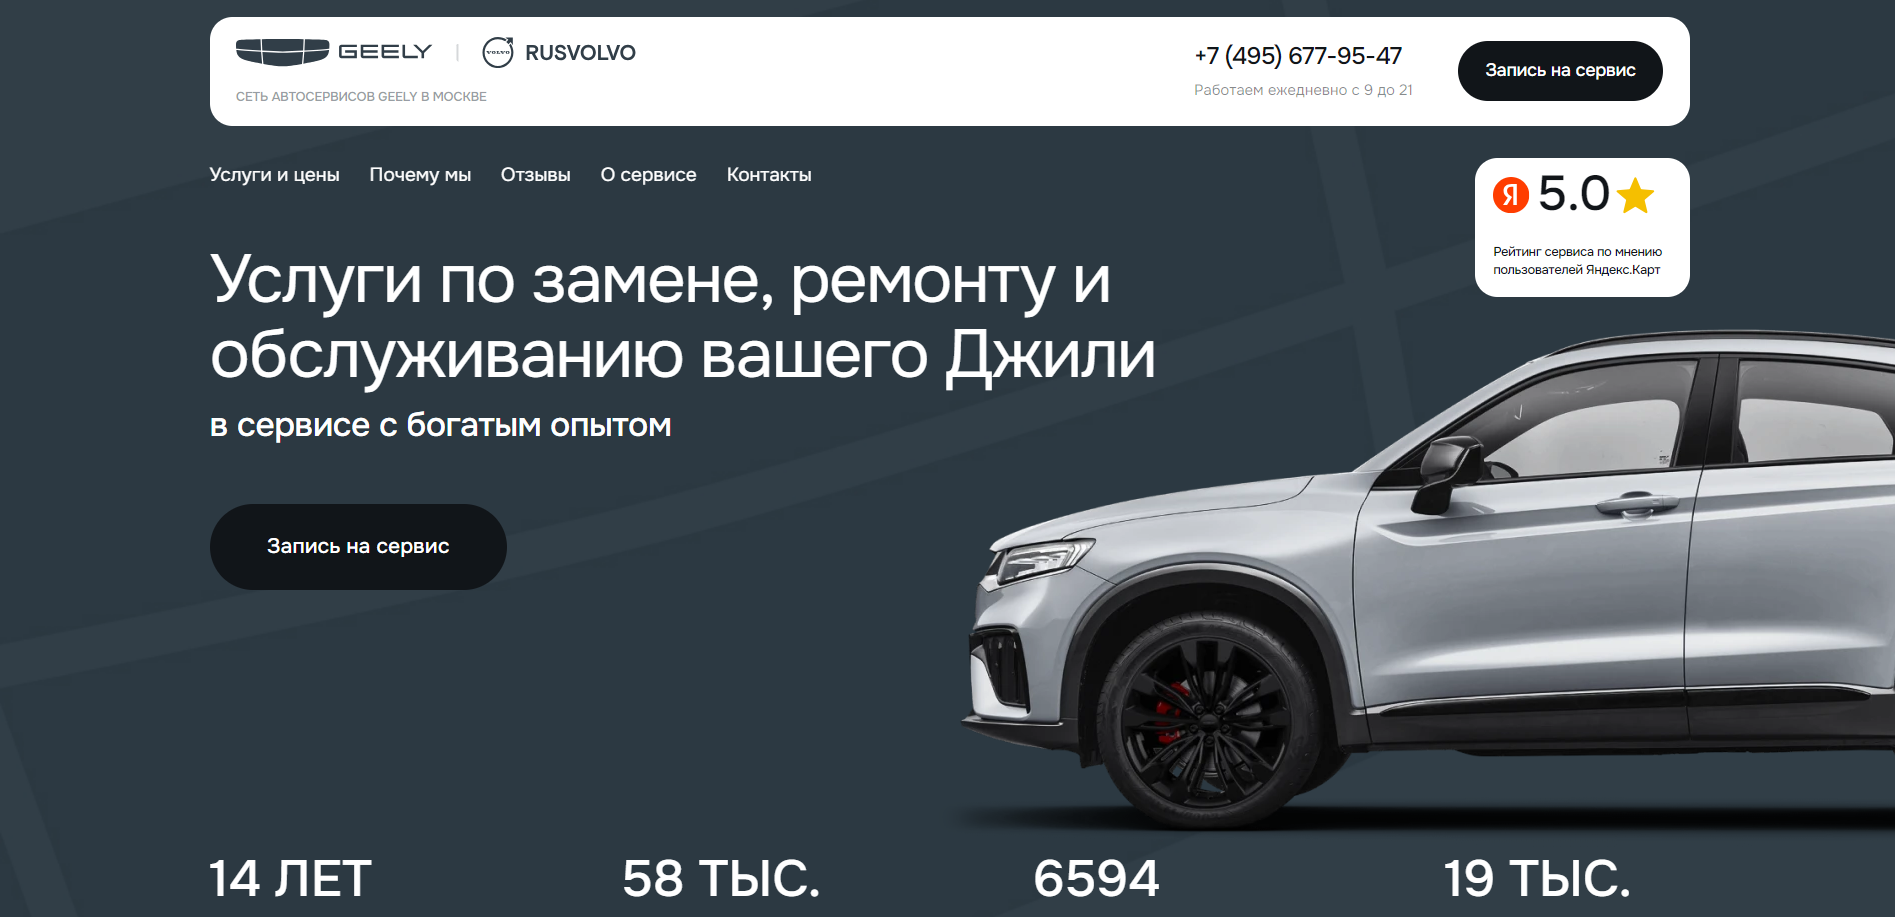 GEELY | VOLVO RUSVOLVO
СЕТЬ АВТОСЕРВИСОВ GEELY В МОСКВЕ
+7 (495) 677-95-47
Работаем ежедневно с 9 до 21
Запись на сервис
Услуги и цены Почему мы Отзывы О сервисе Контакты
Я 5.0
Рейтинг сервиса по мнению
пользователей Яндекс.Карт
Услуги по замене, ремонту и
обслуживанию вашего Джили
в сервисе с богатым опытом
Запись на сервис
14 ЛЕТ 58 ТЫС. 6594 19 ТЫС.